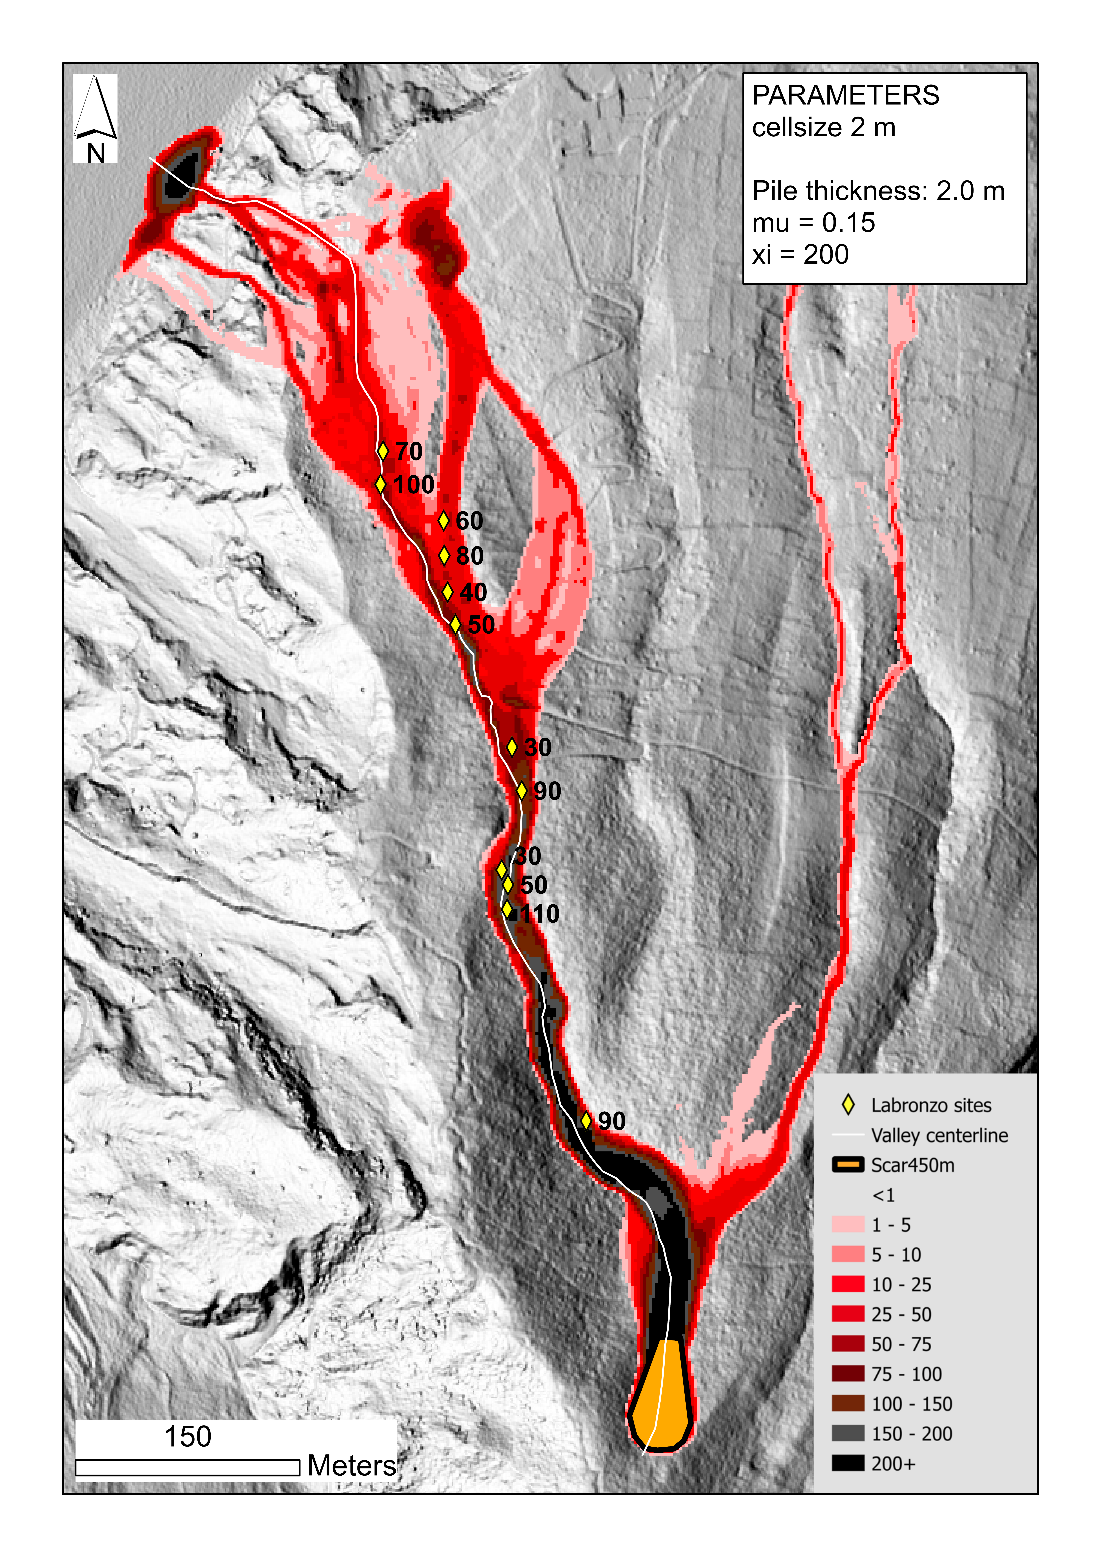 N
PARAMETERS
cellsize 2 m
Pile thickness: 2.0 m
mu = 0.15
xi = 200
70
100
60
80
40
50
30
90
30
50
110
90
Labronzo sites
Valley centerline
Scar450m
<1
1 - 5
5 - 10
10 - 25
25 - 50
50 - 75
75 - 100
100 - 150
150 - 200
200+
150
Meters